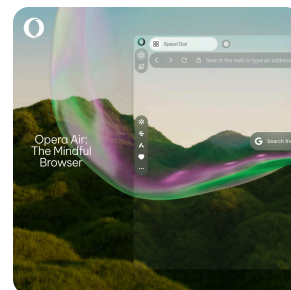 Speed Dial
Search the web or type an address
Opera Air:
The Mindful
Browser
Search the